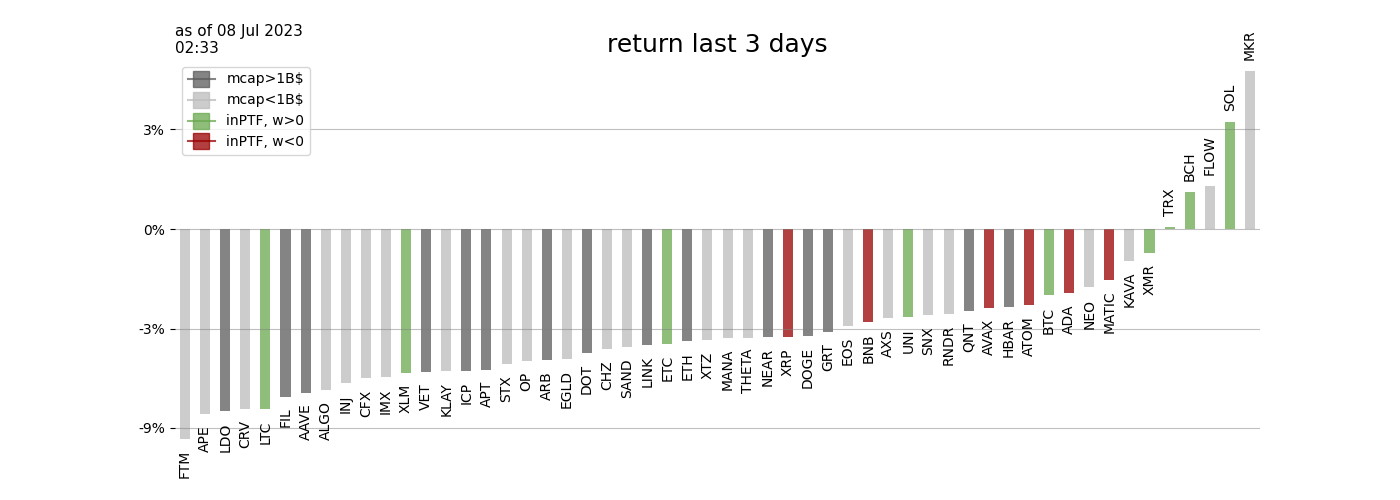 as of 08 Jul 2023
02:33
return last 3 days
mcap>1B$
mcap<1B$
inPTF, w>0
inPTF, w<0
3%
0%
-3%
-9%
FTM
APE
LDO
CRV
LTC
FIL
AAVE
ALGO
INJ
CFX
IMX
XLM
VET
KLAY
ICP
APT
STX
OP
ARB
EGLD
DOT
CHZ
SAND
LINK
ETC
ETH
XTZ
MANA
THETA
NEAR
XRP
DOGE
GRT
EOS
BNB
AXS
UNI
SNX
RNDR
QNT
AVAX
HBAR
ATOM
BTC
ADA
NEO
MATIC
KAVA
XMR
TRX
BCH
FLOW
SOL
MKR